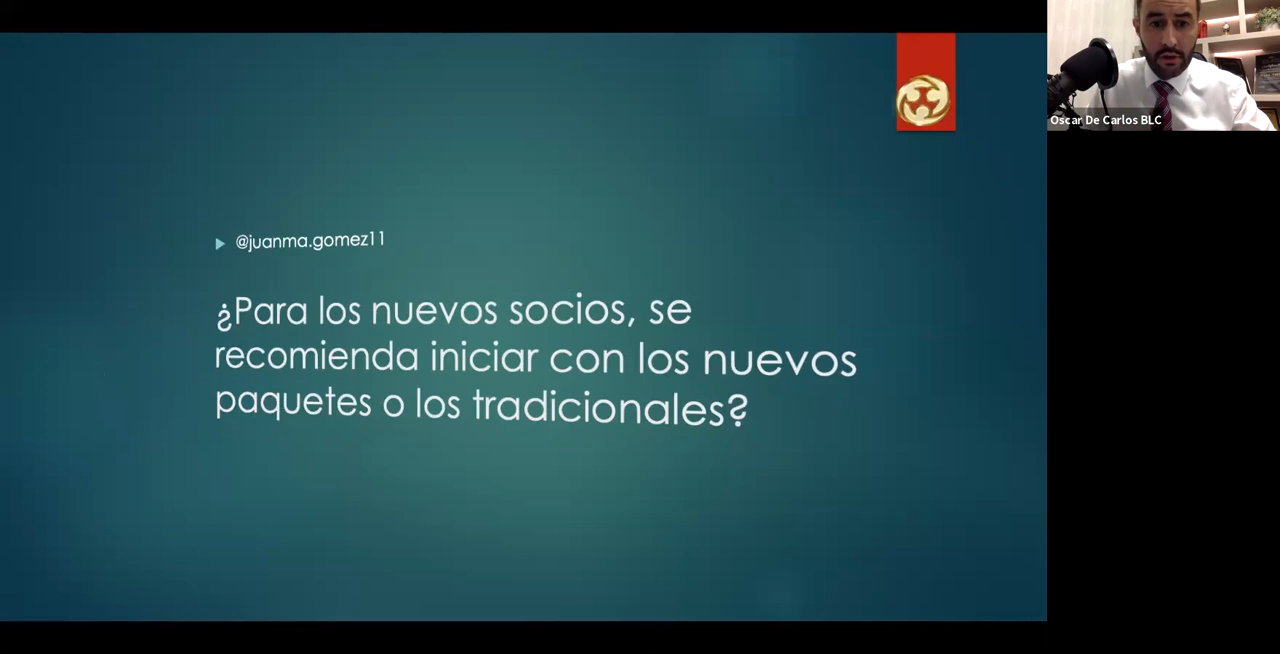 @juanma.gomez11
¿Para los nuevos socios, se
recomienda iniciar con los nuevos
paquetes o los tradicionales?
Oscar De Carlos BLC